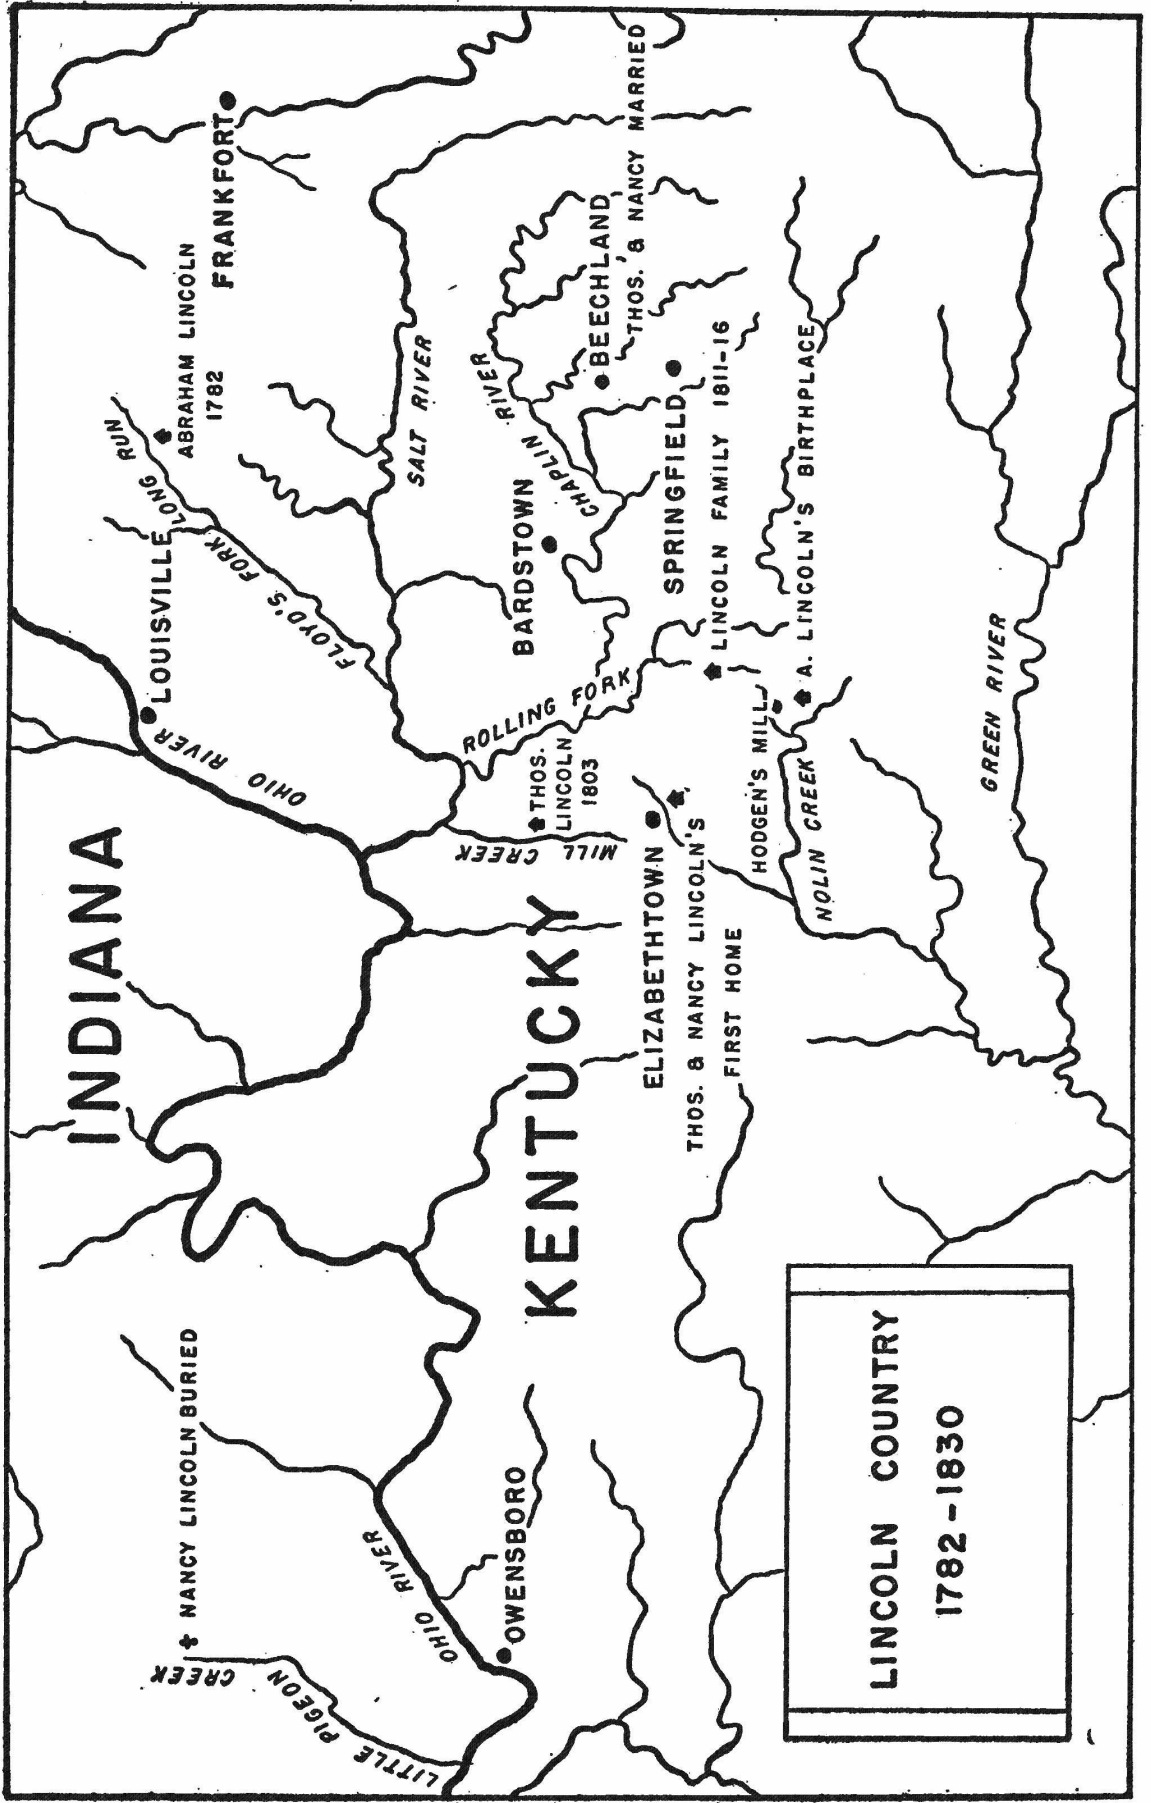 INDIANA
KENTUCKY
NANCY LINCOLN BURIED
LITTLE PIGEON
CREEK
OHIO RIVER
OWENSBORO
OHIO RIVER
LOUISVILLE
LONG RUN
FLOYD'S FORK
ABRAHAM LINCOLN
1782
FRANKFORT
SALT RIVER
CHAPLIN RIVER
BARDSTOWN
ROLLING FORK
THOS.
LINCOLN
1803
MILL CREEK
BEECHLAND
THOS. & NANCY MARRIED
SPRINGFIELD
LINCOLN FAMILY 1811-16
A. LINCOLN'S BIRTHPLACE
HODGEN'S MILL
NOLIN CREEK
ELIZABETHTOWN
THOS. & NANCY LINCOLN'S
FIRST HOME
GREEN RIVER
LINCOLN COUNTRY
1782-1830